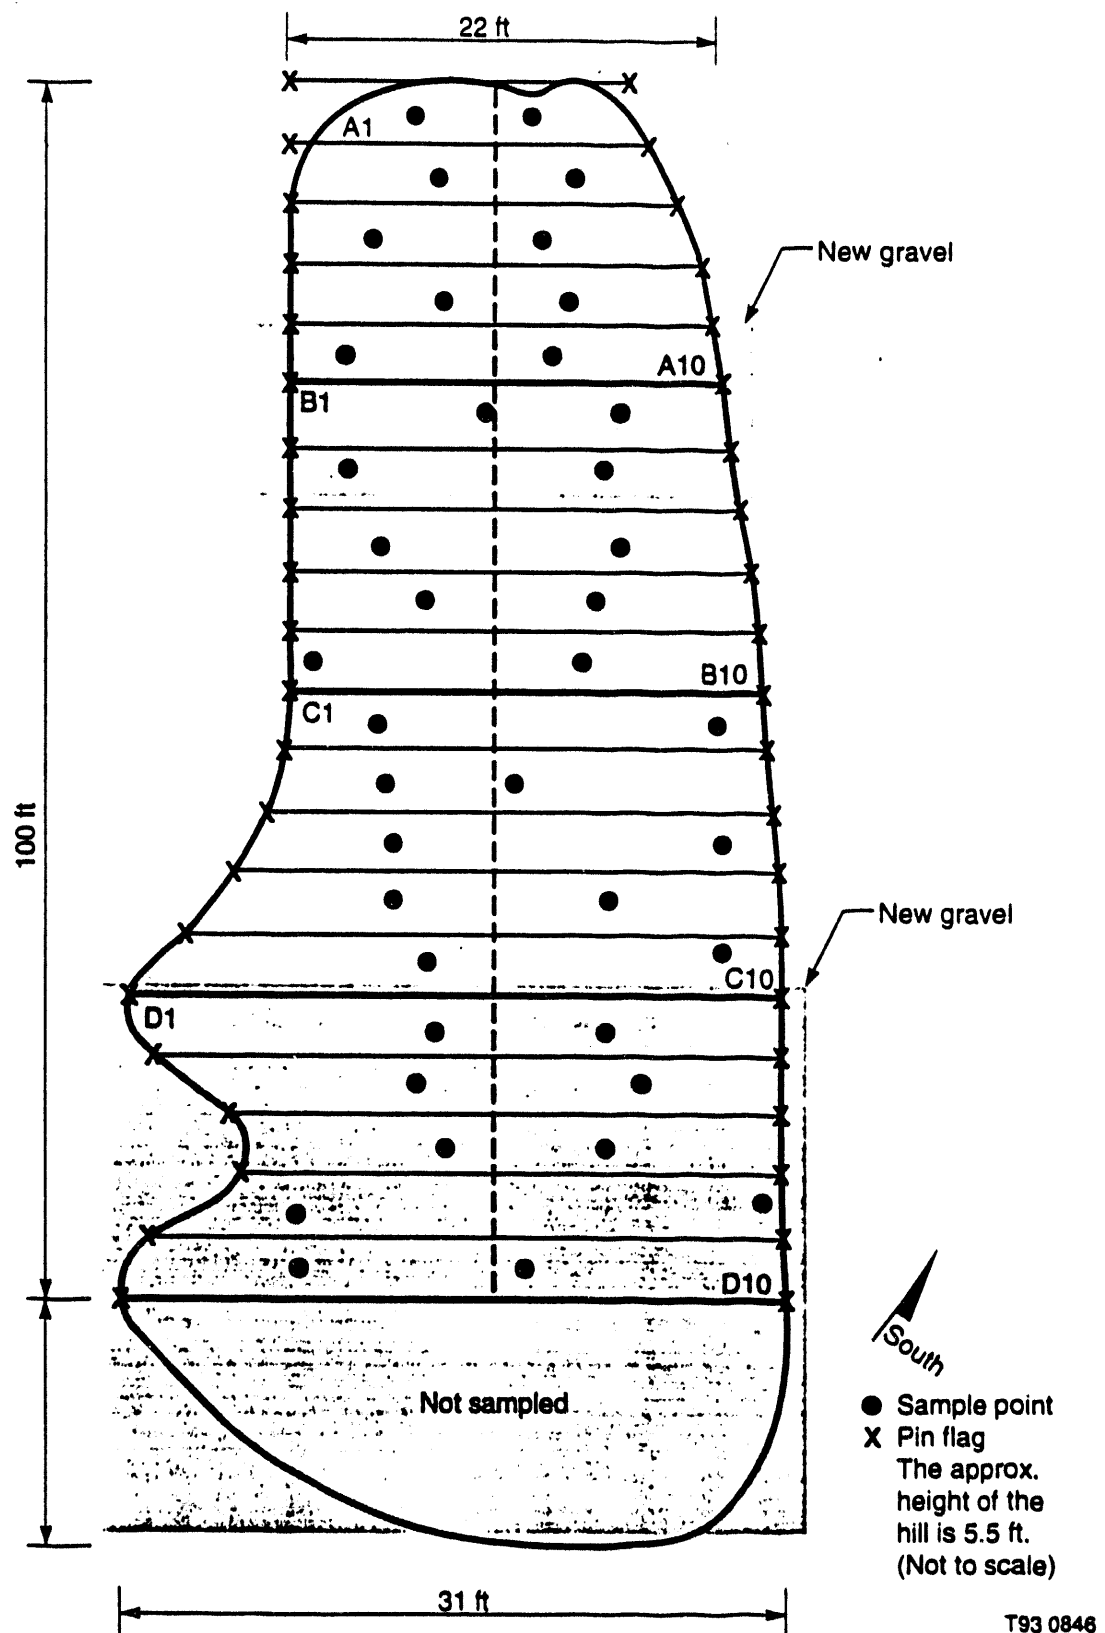 22 ft
A1
New gravel
A10
B1
B10
C1
100 ft
New gravel
C10
D1
D10
South
Not sampled
Sample point
X Pin flag
The approx.
height of the
hill is 5.5 ft.
(Not to scale)
31 ft
T93 0846